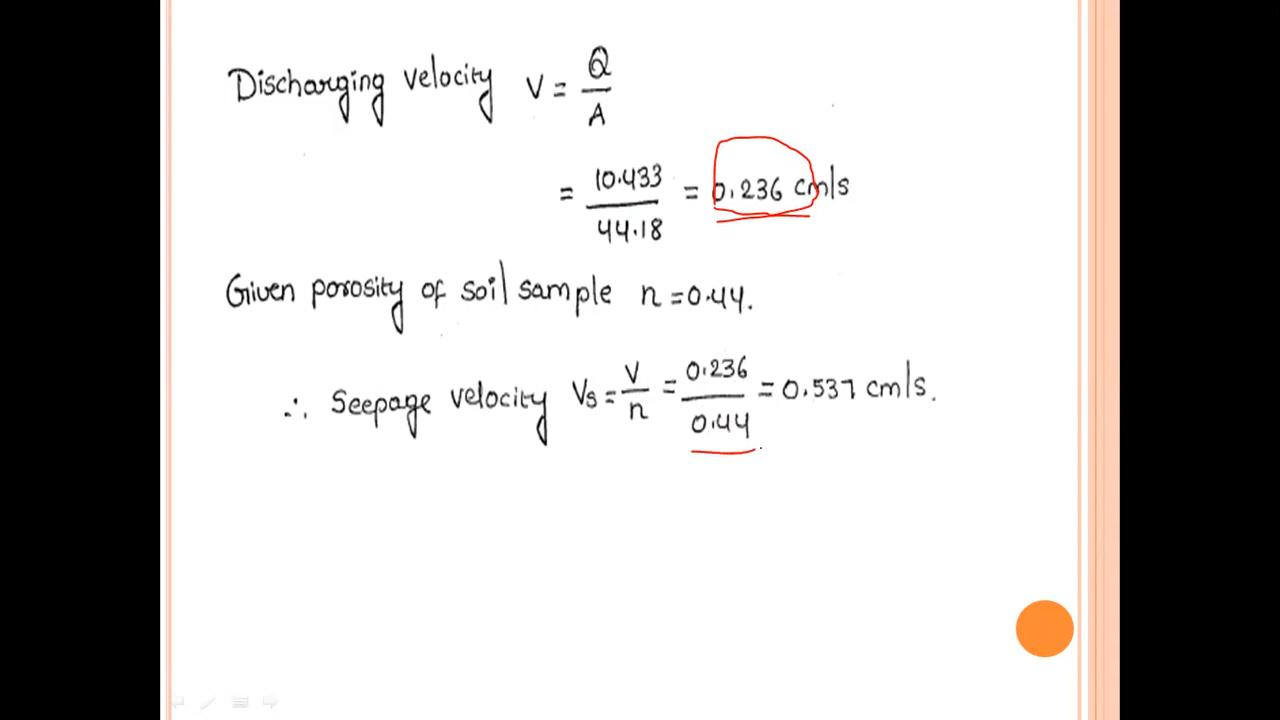 Discharging velocity V = Q/A
= 10.433/44.18 = 0.236 cm/s
Given porosity of soil sample n = 0.44.
∴ Seepage velocity Vs = V/n = 0.236/0.44 = 0.537 cm/s.